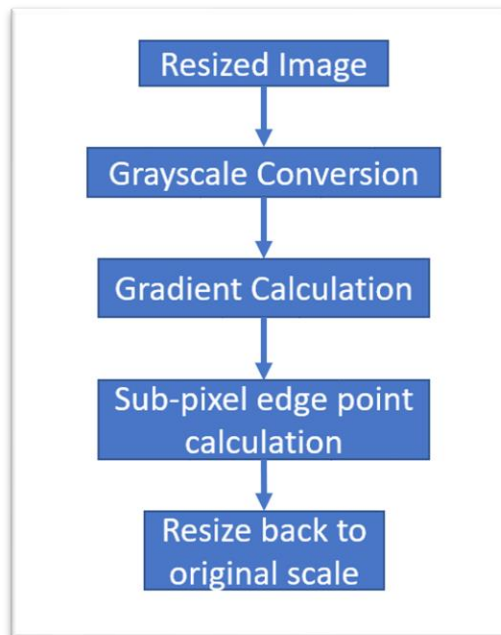 Resized Image
Grayscale Conversion
Gradient Calculation
Sub-pixel edge point
calculation
Resize back to
original scale